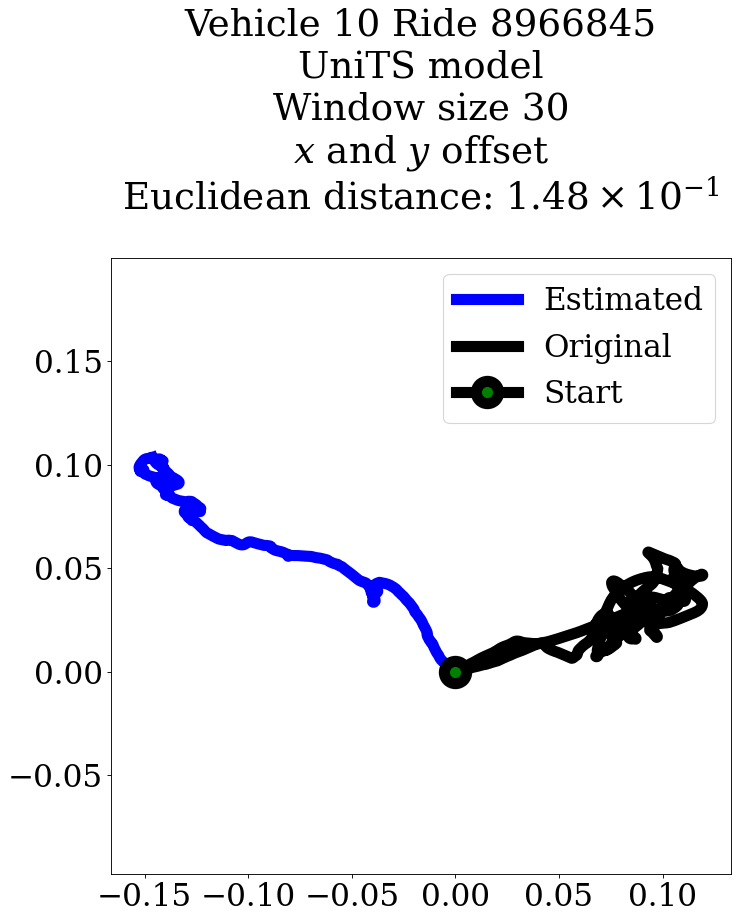 Vehicle 10 Ride 8966845
UniTS model
Window size 30
x and y offset
Euclidean distance: 1.48 × 10⁻¹
Estimated
Original
Start
0.15
0.10
0.05
0.00
−0.05
−0.15 −0.10 −0.05 0.00 0.05 0.10